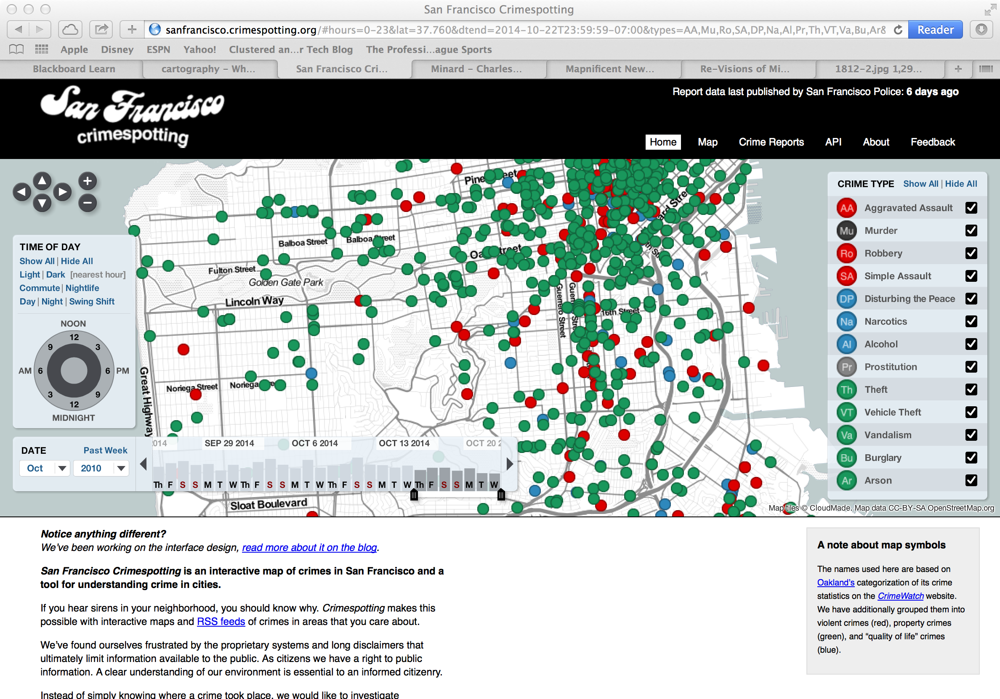 San Francisco Crimespotting
sanfrancisco.crimespotting.org/#hours=0-23&lat=37.760&dtend=2014-10-22T23:59:59-07:00&types=AA,Mu,Ro,SA,DP,Na,Al,Pr,Th,VT,Va,Bu,Ar&
Reader
Apple Disney ESPN Yahoo! Clustered an...r Tech Blog The Professi...ague Sports
Blackboard Learn cartography – Wh... San Francisco Cri... Minard – Charles... Mapnificent New... Re-Visions of Mi... 1812-2.jpg 1,29...
San Francisco
crimespotting
Report data last published by San Francisco Police: 6 days ago
Home Map Crime Reports API About Feedback
Balboa Street
Balboa Street
Fulton Street
Golden Gate Park
Lincoln Way
16th Street
Guerrero Street
Noriega Street
Noriega
Great Highway
Sloat Boulevard
TIME OF DAY
Show All | Hide All
Light | Dark [nearest hour]
Commute | Nightlife
Day | Night | Swing Shift
NOON
12
9 3
AM 6 6 PM
3 9
12
MIDNIGHT
DATE Past Week
Oct 2010
2014 SEP 29 2014 OCT 6 2014 OCT 13 2014 OCT 20 2
Th F S S M T W Th F S S M T W Th F S S M T W Th F S S M T W
CRIME TYPE Show All | Hide All
AA Aggravated Assault
Mu Murder
Ro Robbery
SA Simple Assault
DP Disturbing the Peace
Na Narcotics
Al Alcohol
Pr Prostitution
Th Theft
VT Vehicle Theft
Va Vandalism
Bu Burglary
Ar Arson
Map tiles © CloudMade. Map data CC-BY-SA OpenStreetMap.org
Notice anything different?
We've been working on the interface design, read more about it on the blog.
San Francisco Crimespotting is an interactive map of crimes in San Francisco and a
tool for understanding crime in cities.
If you hear sirens in your neighborhood, you should know why. Crimespotting makes this
possible with interactive maps and RSS feeds of crimes in areas that you care about.
We've found ourselves frustrated by the proprietary systems and long disclaimers that
ultimately limit information available to the public. As citizens we have a right to public
information. A clear understanding of our environment is essential to an informed citizenry.
Instead of simply knowing where a crime took place, we would like to investigate
A note about map symbols
The names used here are based on
Oakland's categorization of its crime
statistics on the CrimeWatch website.
We have additionally grouped them into
violent crimes (red), property crimes
(green), and “quality of life” crimes
(blue).